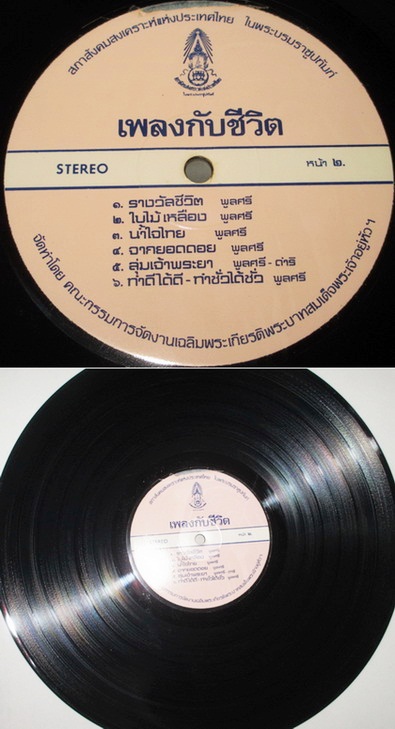 สภาสังคมสงเคราะห์แห่งประเทศไทย ในพระบรมราชูปถัมภ์
เพลงกับชีวิต
STEREO
หน้า ๒.
๑. รางวัลชีวิต พูลศรี
๒. ใบไม้เหลือง พูลศรี
๓. น้ำใจไทย พูลศรี
๔. จากยอดดอย พูลศรี
๕. ลุ่มเจ้าพระยา พูลศรี - ดำริ
๖. ทำดีได้ดี - ทำชั่วได้ชั่ว พูลศรี
จัดทำโดย คณะกรรมการจัดงานเฉลิมพระเกียรติพระบาทสมเด็จพระเจ้าอยู่หัว ฯ
เพลงกับชีวิต